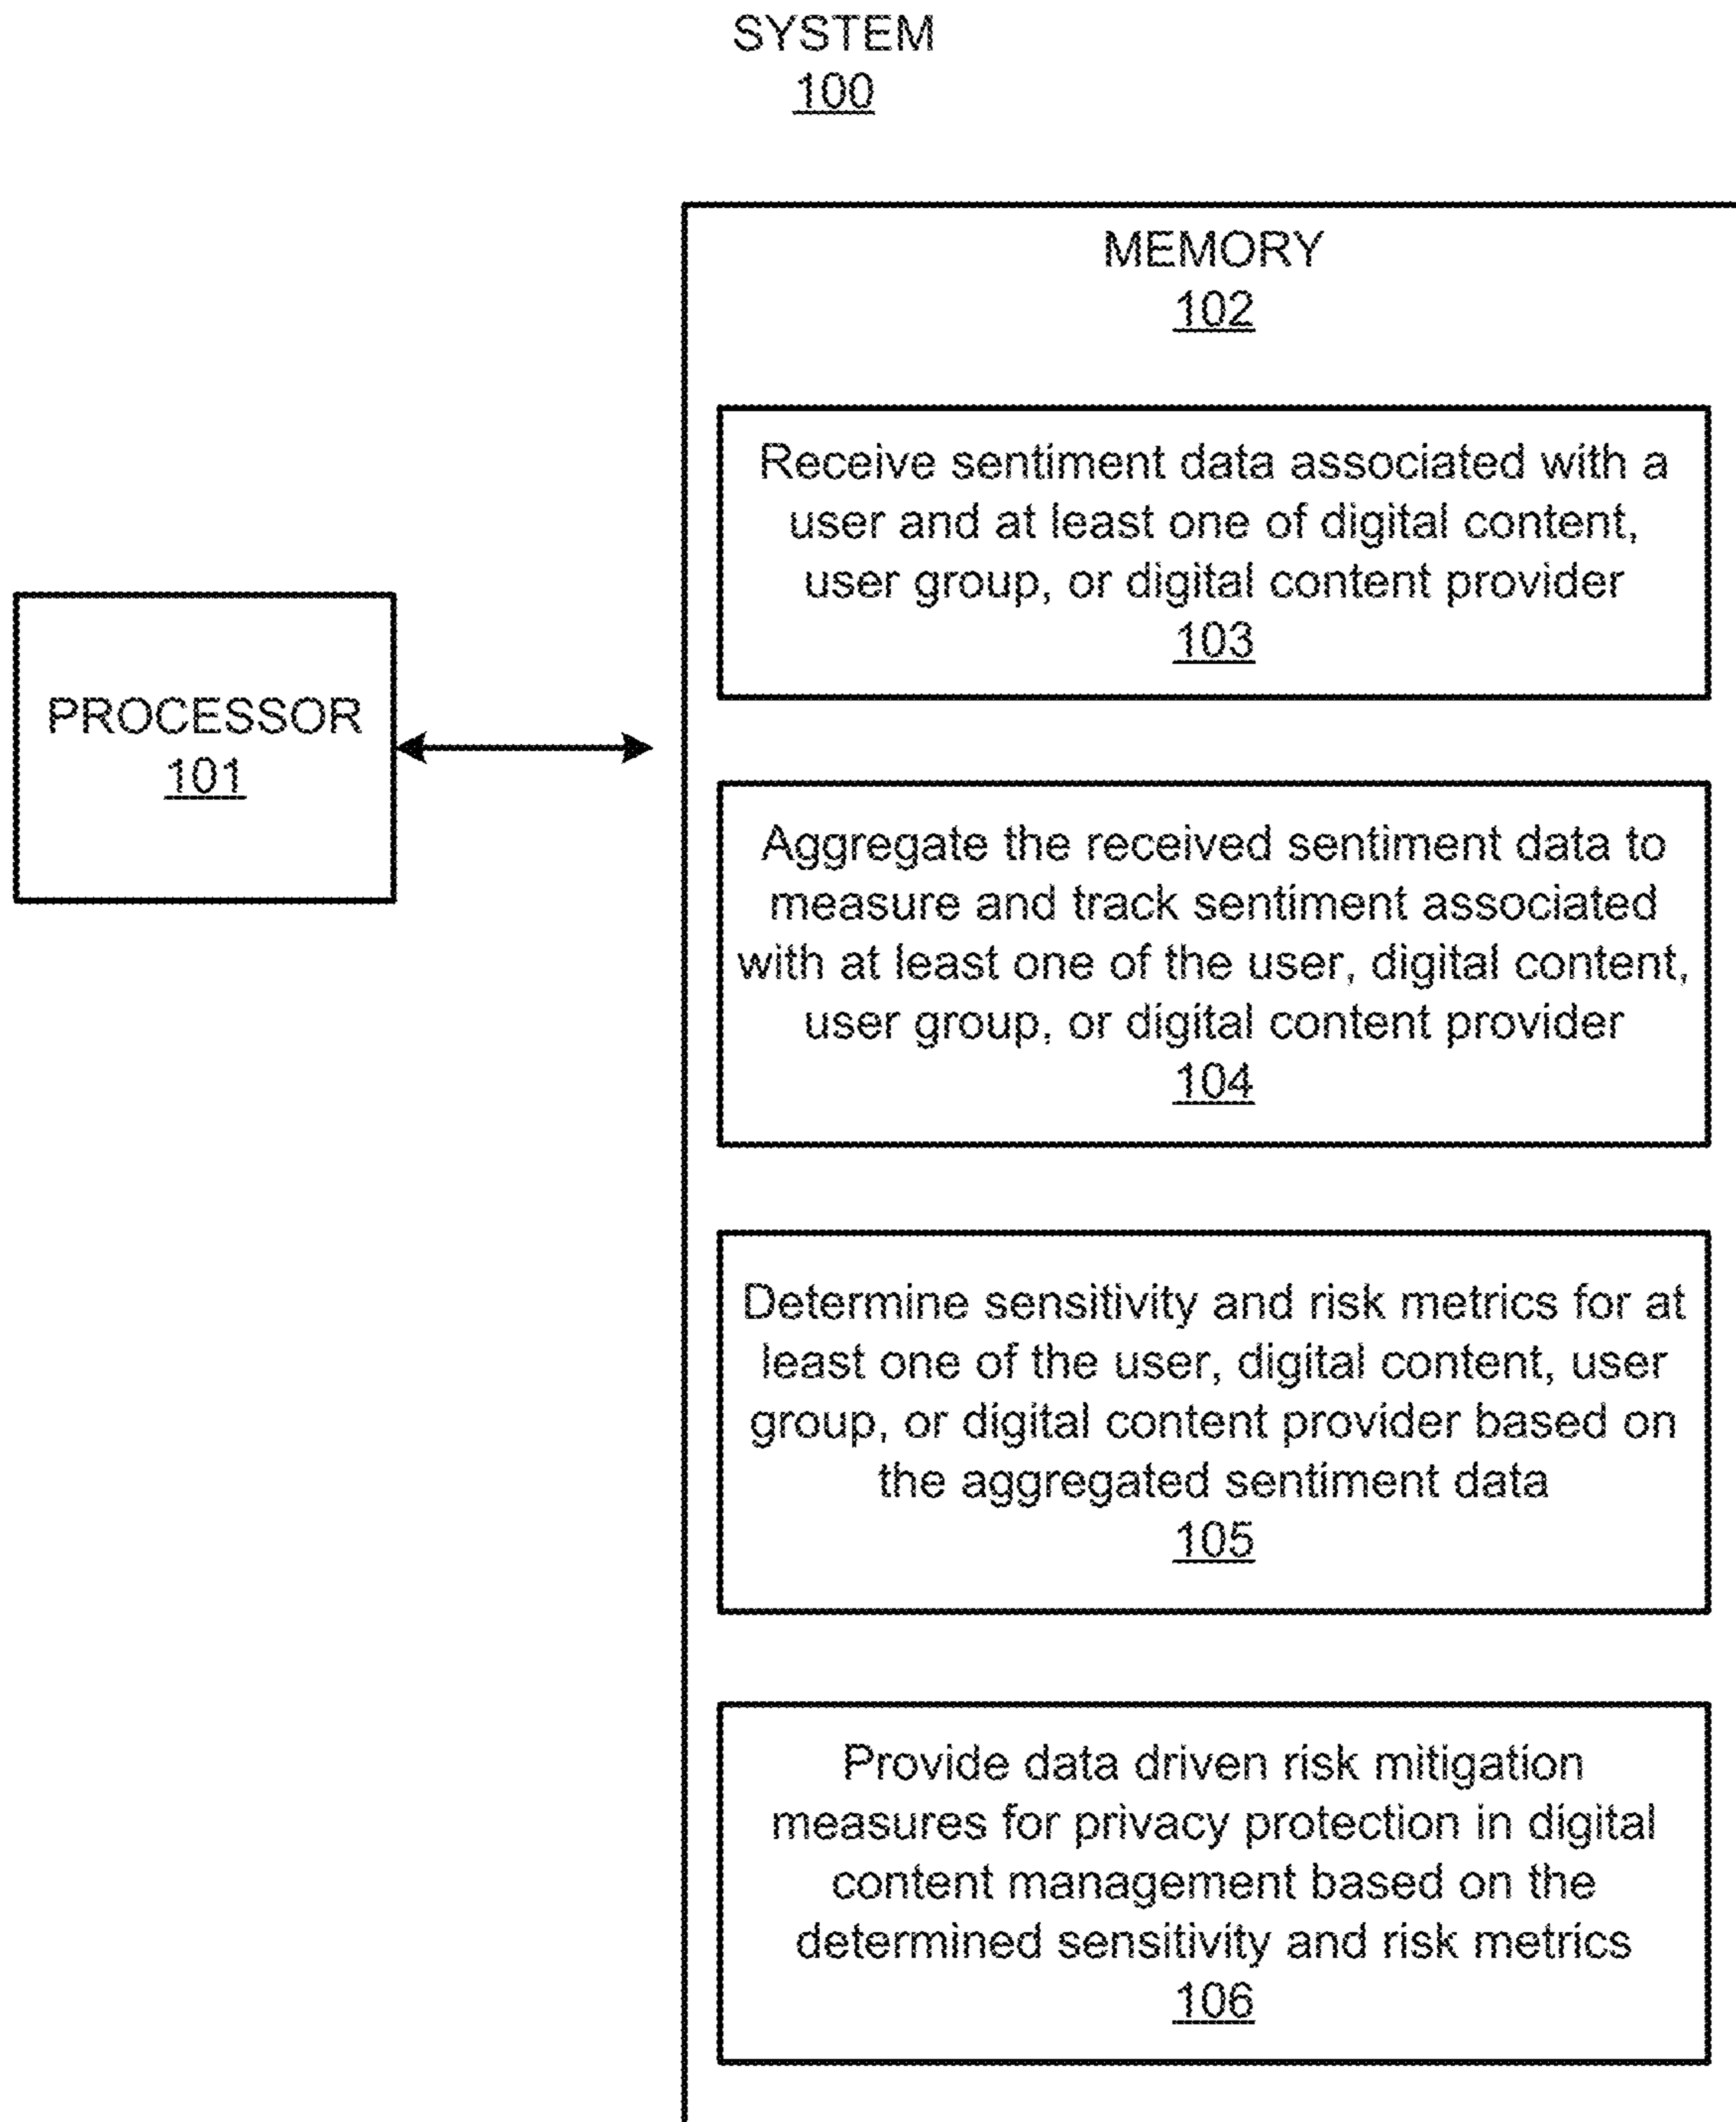 SYSTEM
100
MEMORY
102
Receive sentiment data associated with a
user and at least one of digital content,
user group, or digital content provider
103
PROCESSOR
101
Aggregate the received sentiment data to
measure and track sentiment associated
with at least one of the user, digital content,
user group, or digital content provider
104
Determine sensitivity and risk metrics for at
least one of the user, digital content, user
group, or digital content provider based on
the aggregated sentiment data
105
Provide data driven risk mitigation
measures for privacy protection in digital
content management based on the
determined sensitivity and risk metrics
106